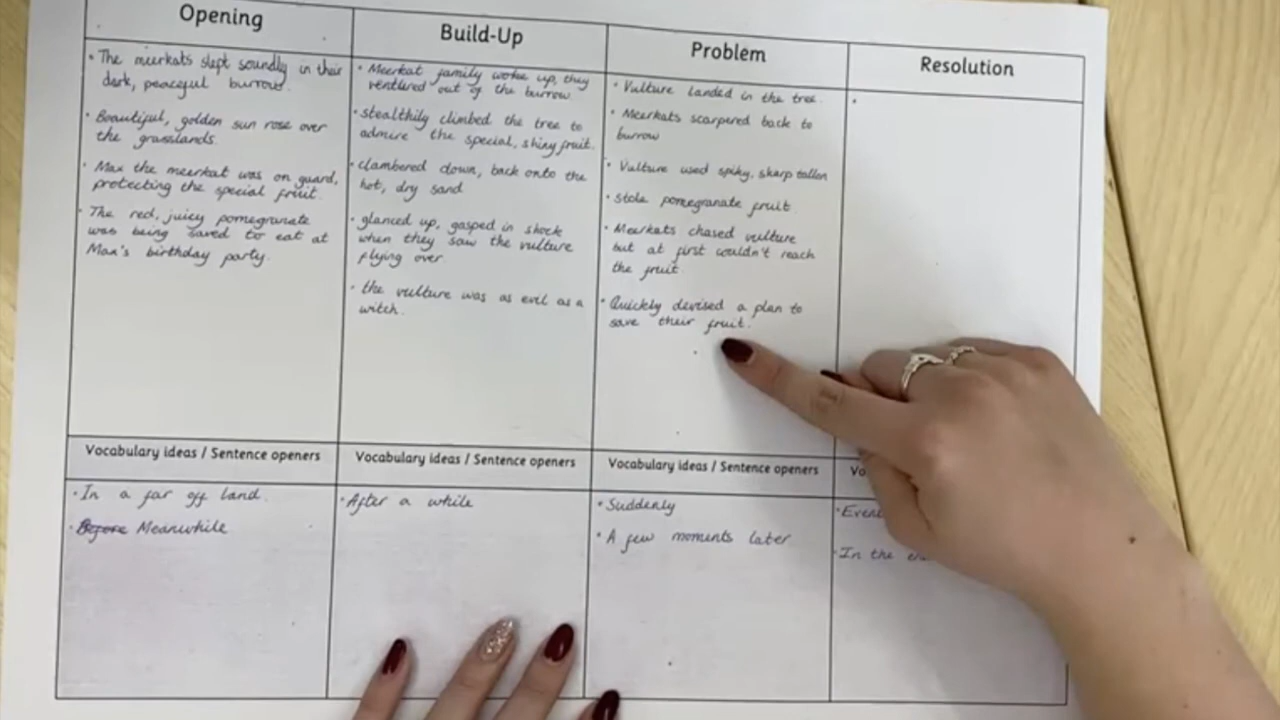 Opening
Build-Up
Problem
Resolution
• The meerkats slept soundly in their
dark, peaceful burrow.
• Beautiful, golden sun rose over
the grasslands.
• Max the meerkat was on guard,
protecting the special fruit.
• The red, juicy pomegranate
was being saved to eat at
Max's birthday party.
• Meerkat family woke up, they
ventured out of the burrow.
• stealthily climbed the tree to
admire the special, shiny fruit.
• clambered down, back onto the
hot, dry sand
• glanced up, gasped in shock
when they saw the vulture
flying over.
• the vulture was as evil as a
witch.
• Vulture landed in the tree.
• Meerkats scarpered back to
burrow
• Vulture used spiky, sharp tallon
• stole pomegranate fruit
• Meerkats chased vulture
but at first couldn't reach
the fruit.
• Quickly devised a plan to
save their fruit.
•
Vocabulary ideas / Sentence openers
Vocabulary ideas / Sentence openers
Vocabulary ideas / Sentence openers
Vo
• In a far off land.
• Before Meanwhile
• After a while
• Suddenly
• A few moments later
• Even
• In the